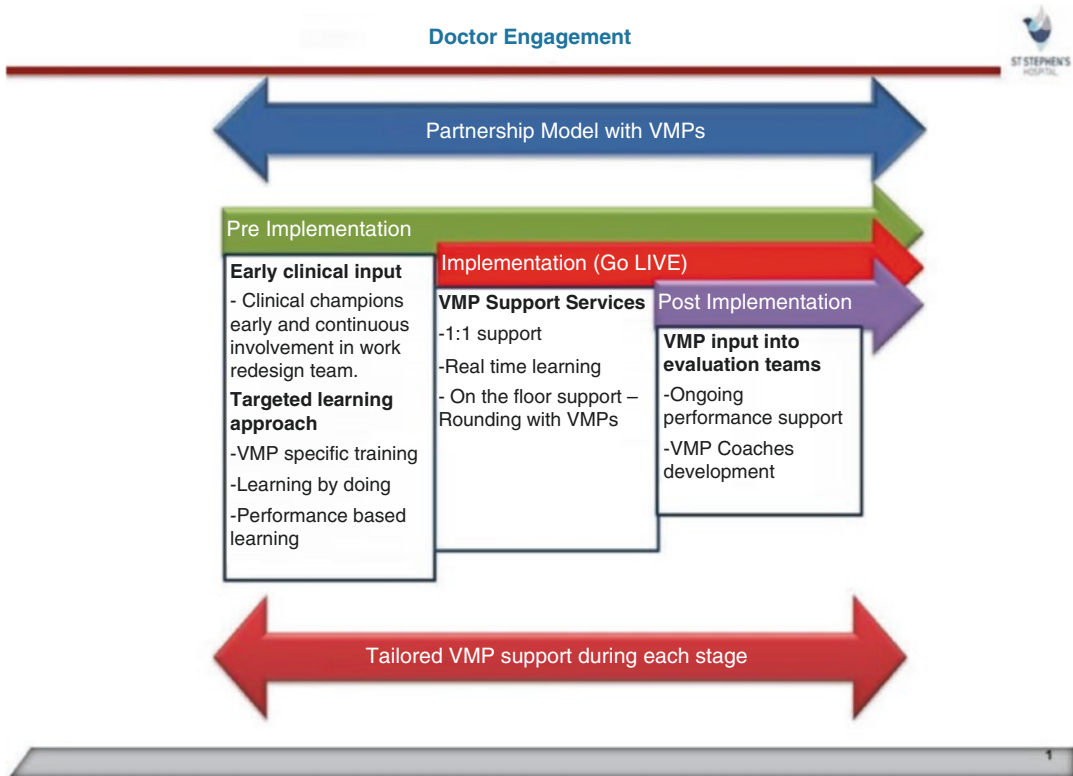 Doctor Engagement
ST STEPHEN'S
HOSPITAL
Partnership Model with VMPs
Pre Implementation
Early clinical input
- Clinical champions
early and continuous
involvement in work
redesign team.
Targeted learning
approach
-VMP specific training
-Learning by doing
-Performance based
learning
Implementation (Go LIVE)
VMP Support Services
-1:1 support
-Real time learning
- On the floor support –
Rounding with VMPs
Post Implementation
VMP input into
evaluation teams
-Ongoing
performance support
-VMP Coaches
development
Tailored VMP support during each stage
1